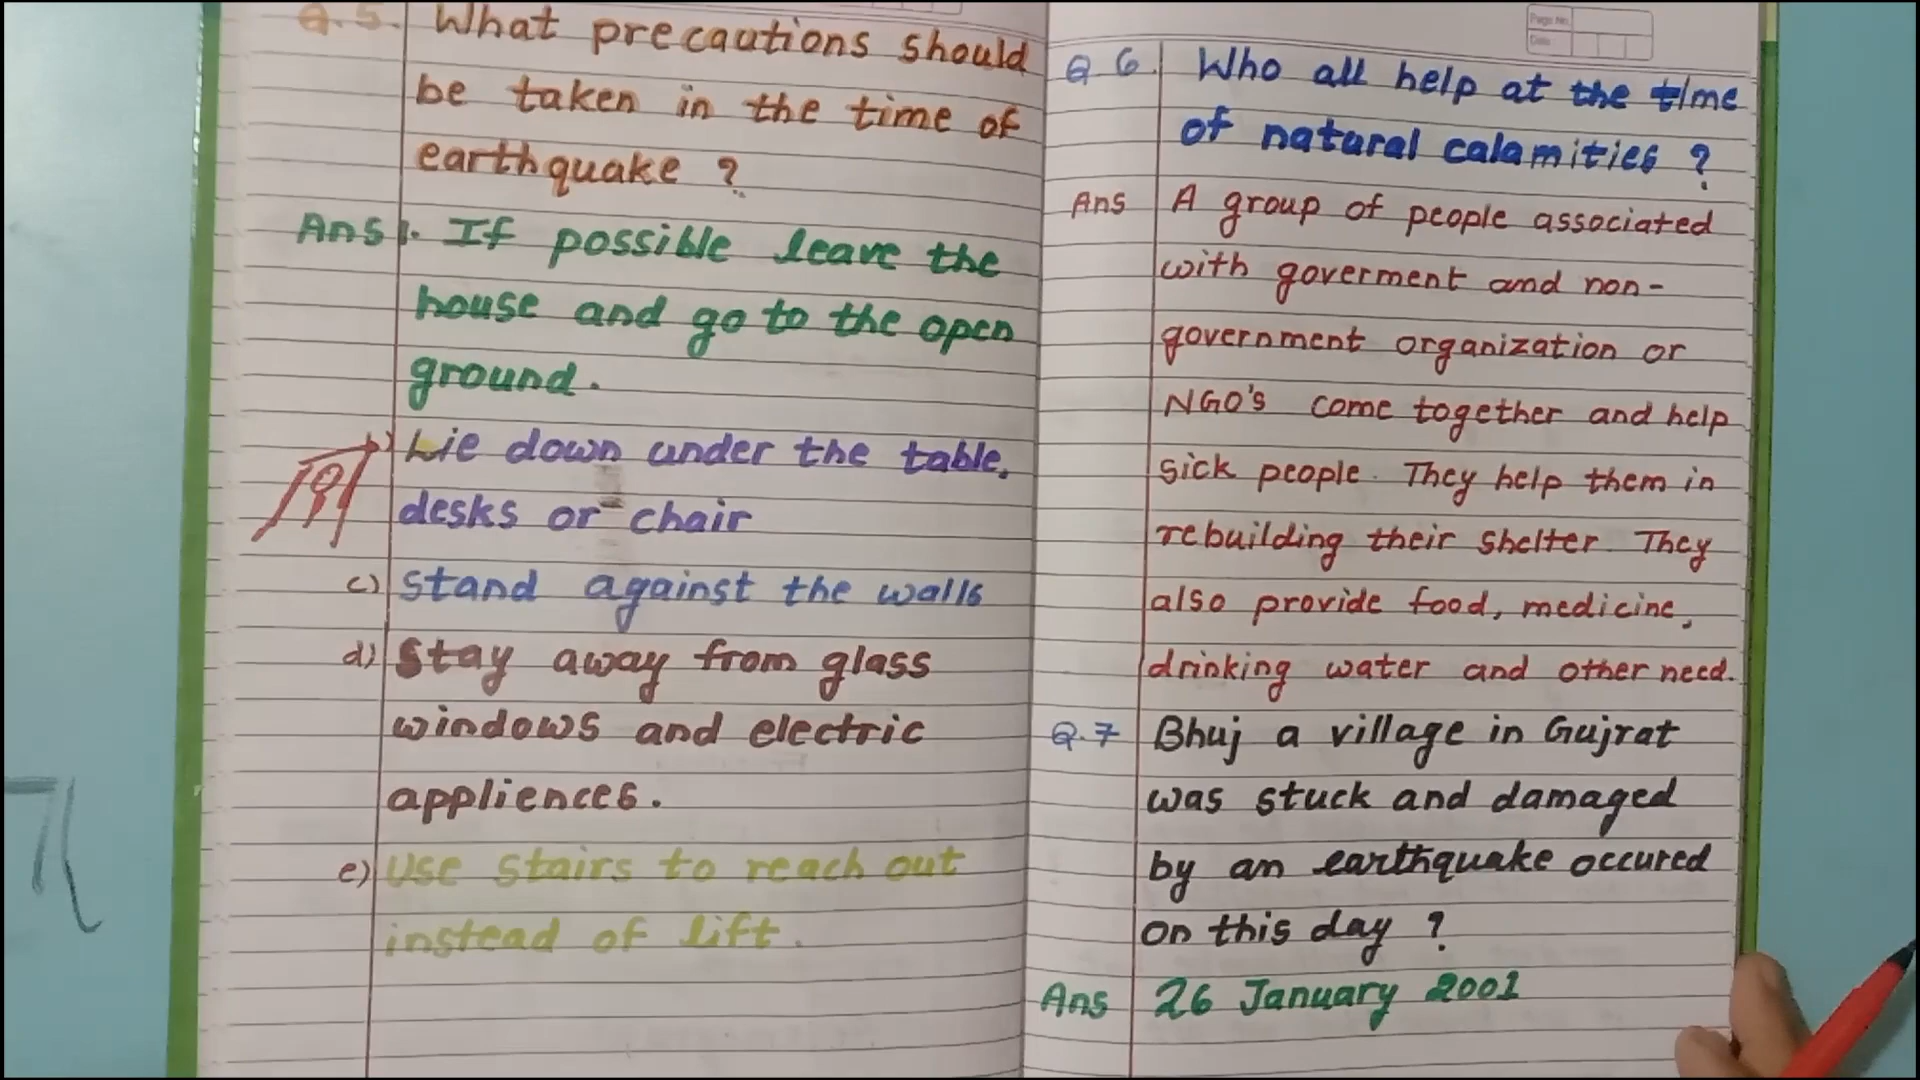 Q.5. What precautions should
be taken in the time of
earthquake ?
Ans 1. If possible leave the
house and go to the open
ground.
b) Lie down under the table,
desks or chair
c) stand against the walls
d) Stay away from glass
windows and electric
appliences.
e) Use stairs to reach out
instead of lift.
Page No.
Date
Q 6. Who all help at the time
of natural calamities ?
Ans A group of people associated
with goverment and non-
government organization or
NGO's come together and help
sick people. They help them in
rebuilding their shelter. They
also provide food, medicine,
drinking water and other need.
Q.7 Bhuj a village in Gujrat
was stuck and damaged
by an earthquake occured
on this day ?
Ans 26 January 2001